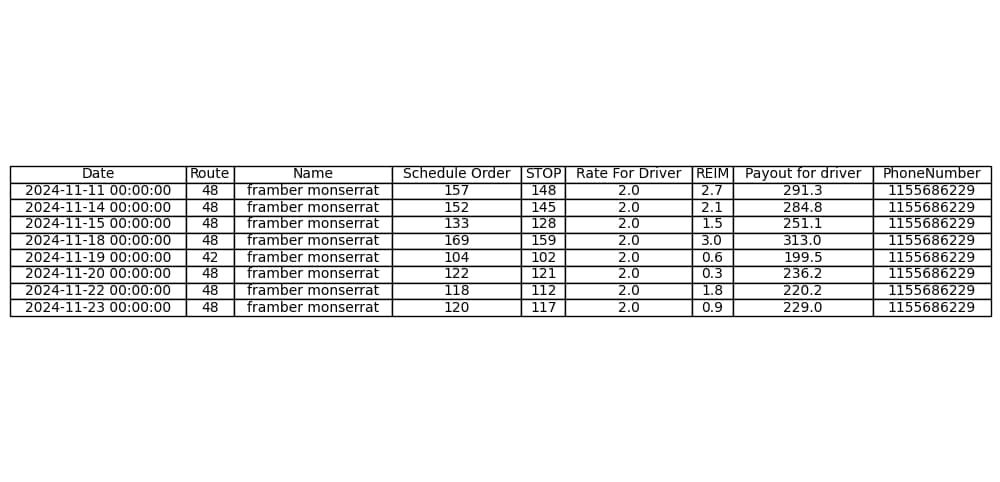 Date Route Name Schedule Order STOP Rate For Driver REIM Payout for driver PhoneNumber
2024-11-11 00:00:00 48 framber monserrat 157 148 2.0 2.7 291.3 1155686229
2024-11-14 00:00:00 48 framber monserrat 152 145 2.0 2.1 284.8 1155686229
2024-11-15 00:00:00 48 framber monserrat 133 128 2.0 1.5 251.1 1155686229
2024-11-18 00:00:00 48 framber monserrat 169 159 2.0 3.0 313.0 1155686229
2024-11-19 00:00:00 42 framber monserrat 104 102 2.0 0.6 199.5 1155686229
2024-11-20 00:00:00 48 framber monserrat 122 121 2.0 0.3 236.2 1155686229
2024-11-22 00:00:00 48 framber monserrat 118 112 2.0 1.8 220.2 1155686229
2024-11-23 00:00:00 48 framber monserrat 120 117 2.0 0.9 229.0 1155686229